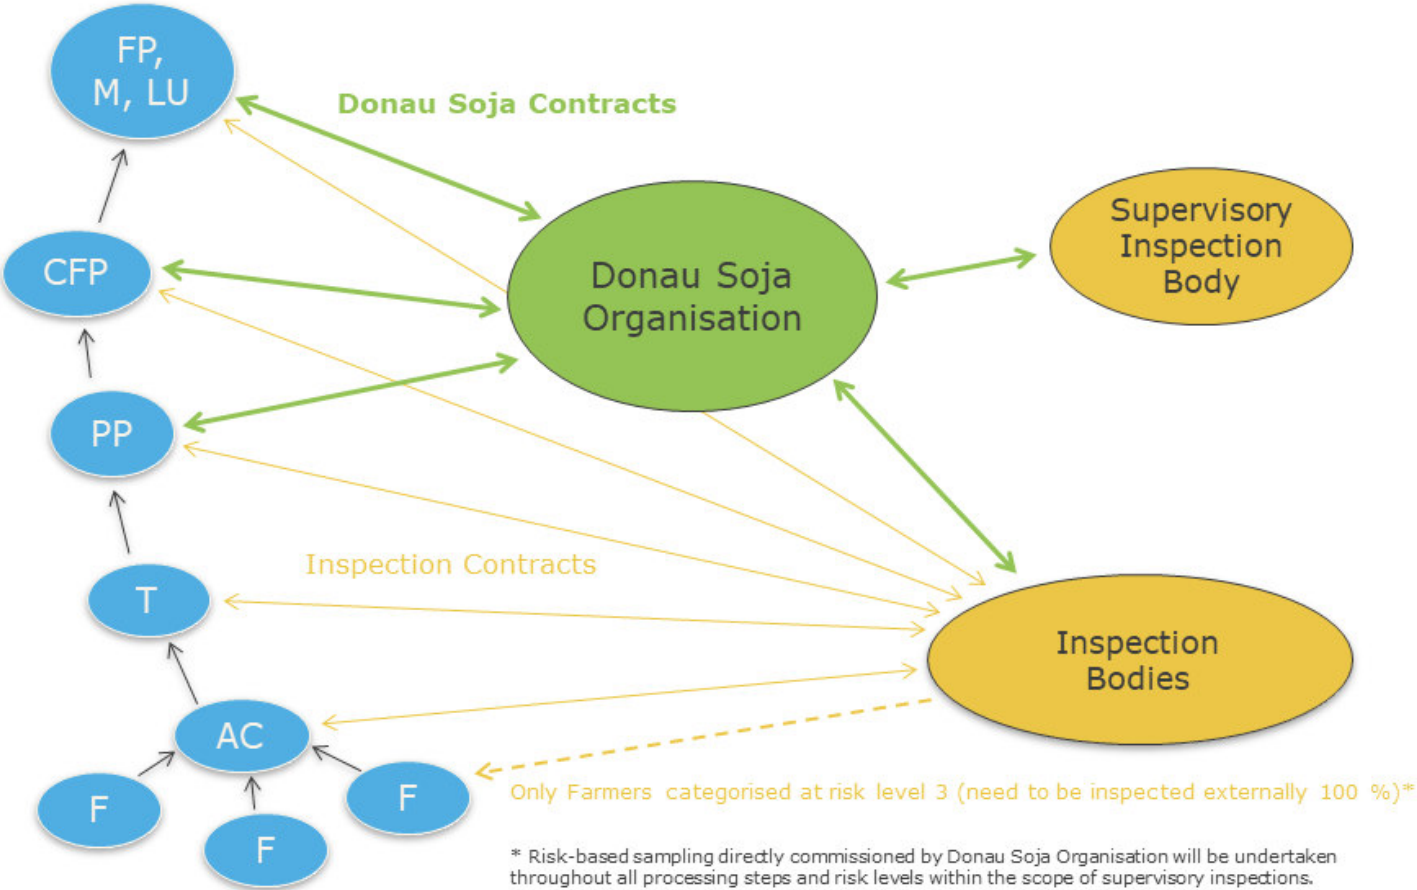 FP,
M, LU
Donau Soja Contracts
Supervisory
Inspection
Body
CFP
Donau Soja
Organisation
PP
Inspection Contracts
T
Inspection
Bodies
AC
F
F
F
Only Farmers categorised at risk level 3 (need to be inspected externally 100 %)*
* Risk-based sampling directly commissioned by Donau Soja Organisation will be undertaken
throughout all processing steps and risk levels within the scope of supervisory inspections.